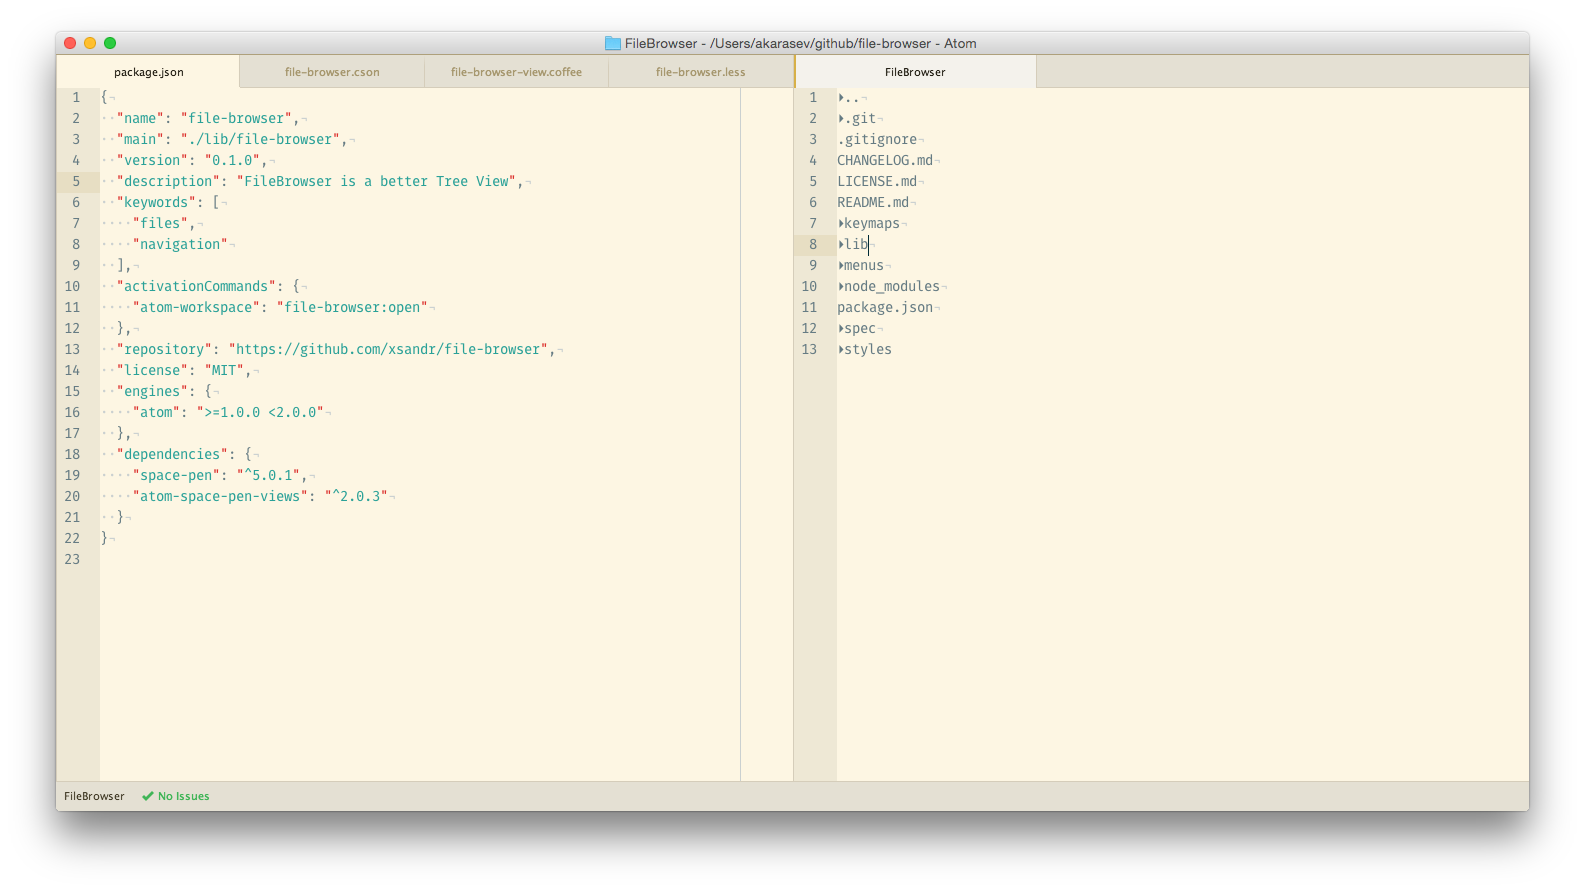 FileBrowser - /Users/akarasev/github/file-browser - Atom
package.json file-browser.cson file-browser-view.coffee file-browser.less
1 {¬
2 ··"name": "file-browser",¬
3 ··"main": "./lib/file-browser",¬
4 ··"version": "0.1.0",¬
5 ··"description": "FileBrowser is a better Tree View",¬
6 ··"keywords": [¬
7 ····"files",¬
8 ····"navigation"¬
9 ··],¬
10 ··"activationCommands": {¬
11 ····"atom-workspace": "file-browser:open"¬
12 ··},¬
13 ··"repository": "https://github.com/xsandr/file-browser",¬
14 ··"license": "MIT",¬
15 ··"engines": {¬
16 ····"atom": ">=1.0.0 <2.0.0"¬
17 ··},¬
18 ··"dependencies": {¬
19 ····"space-pen": "^5.0.1",¬
20 ····"atom-space-pen-views": "^2.0.3"¬
21 ··}¬
22 }¬
23
FileBrowser
1 ▸..¬
2 ▸.git¬
3 .gitignore¬
4 CHANGELOG.md¬
5 LICENSE.md¬
6 README.md¬
7 ▸keymaps¬
8 ▸lib¬
9 ▸menus¬
10 ▸node_modules¬
11 package.json¬
12 ▸spec¬
13 ▸styles
FileBrowser ✔ No Issues